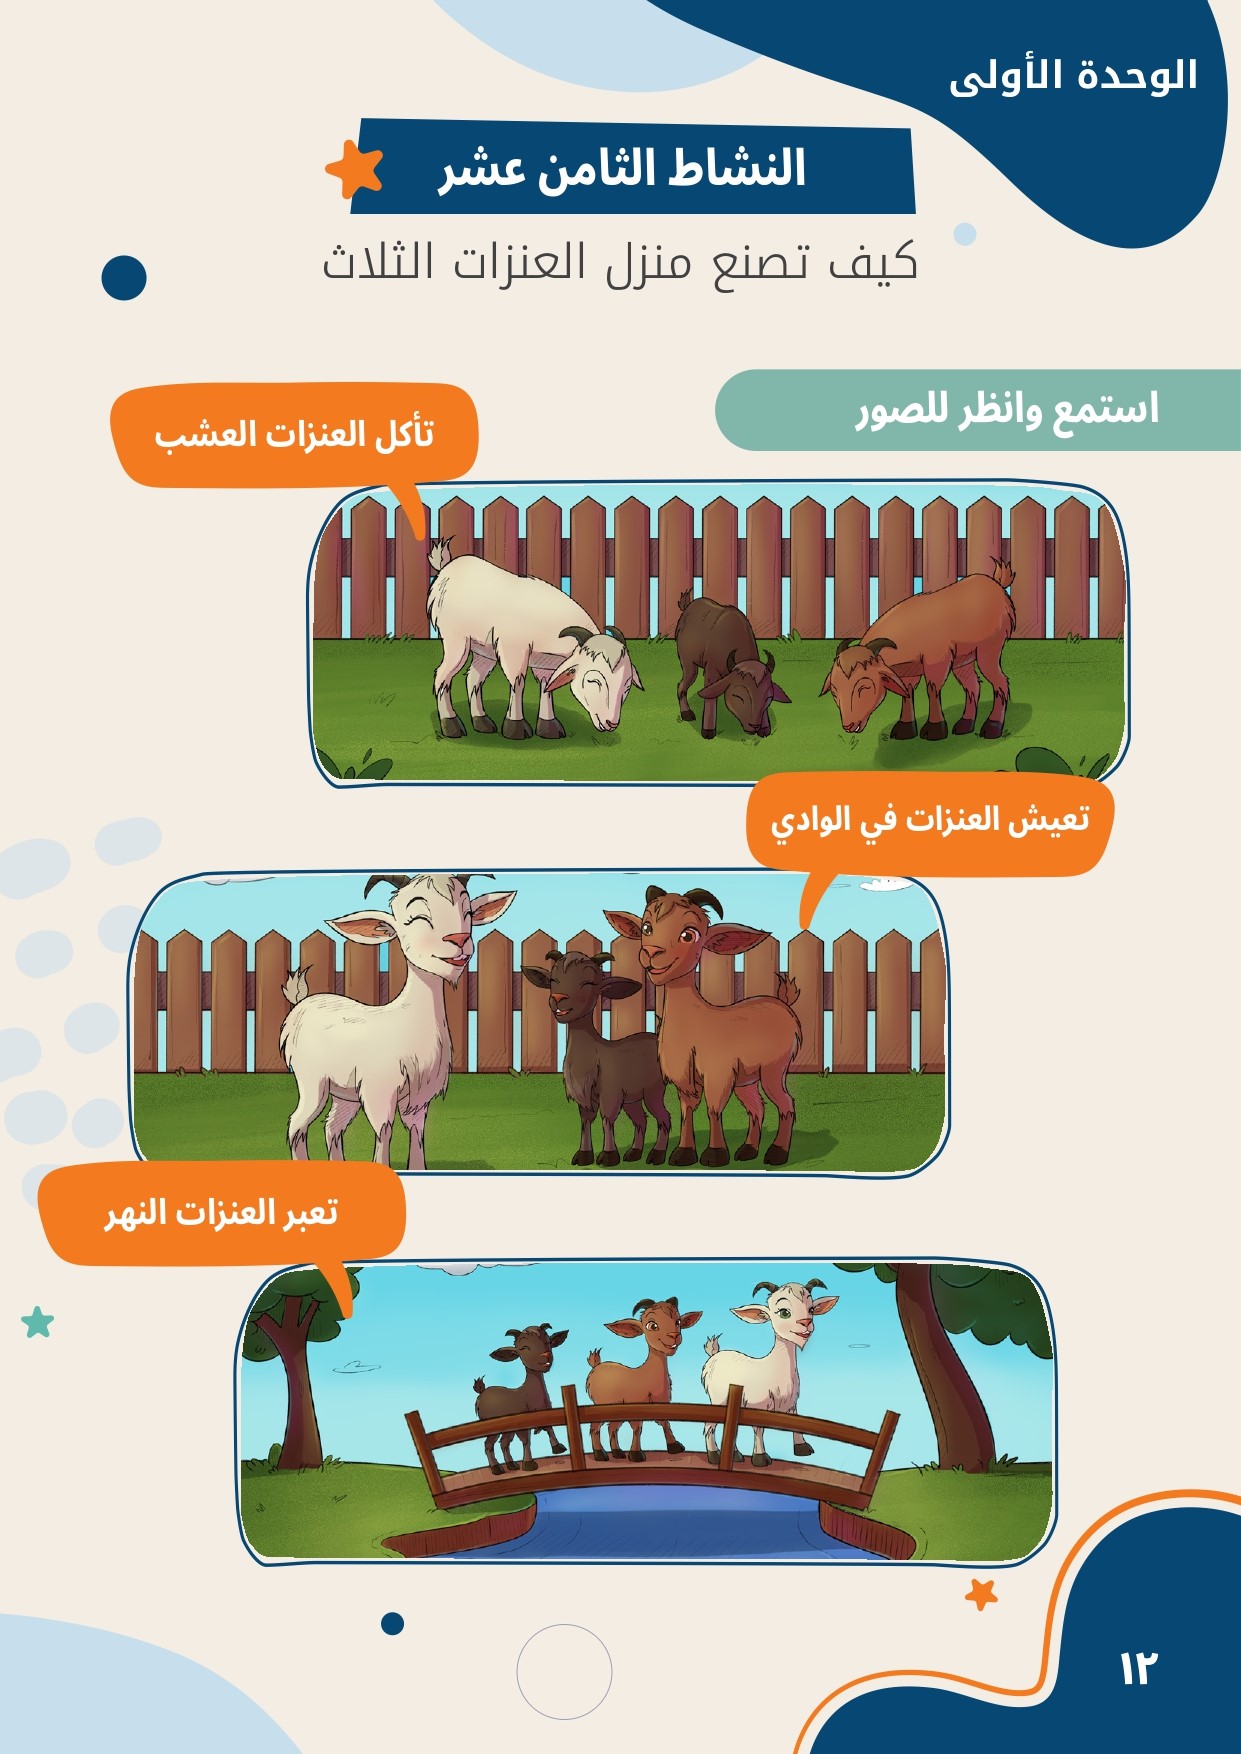 الوحدة الأولى
النشاط الثامن عشر
كيف تصنع منزل العنزات الثلاث
استمع وانظر للصور
تأكل العنزات العشب
تعيش العنزات في الوادي
تعبر العنزات النهر
١٢